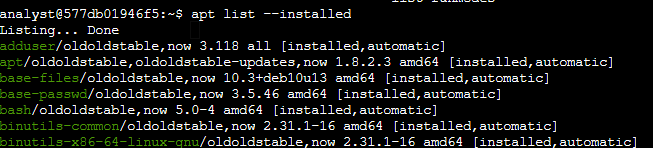 analyst@577db01946f5:~$ apt list --installed
Listing... Done
adduser/oldoldstable,now 3.118 all [installed,automatic]
apt/oldoldstable,oldoldstable-updates,now 1.8.2.3 amd64 [installed,automatic]
base-files/oldoldstable,now 10.3+deb10u13 amd64 [installed,automatic]
base-passwd/oldoldstable,now 3.5.46 amd64 [installed,automatic]
bash/oldoldstable,now 5.0-4 amd64 [installed,automatic]
binutils-common/oldoldstable,now 2.31.1-16 amd64 [installed,automatic]
binutils-x86-64-linux-gnu/oldoldstable,now 2.31.1-16 amd64 [installed,automatic]